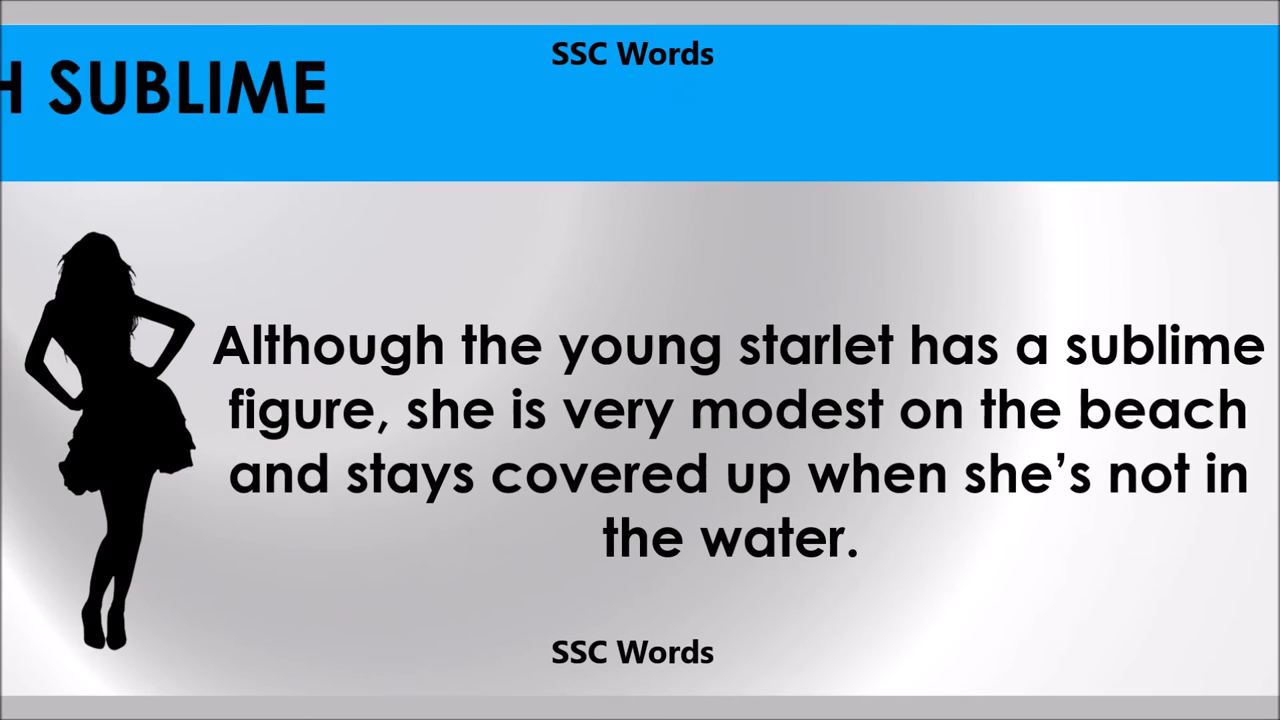 SSC Words
H SUBLIME
Although the young starlet has a sublime
figure, she is very modest on the beach
and stays covered up when she’s not in
the water.
SSC Words